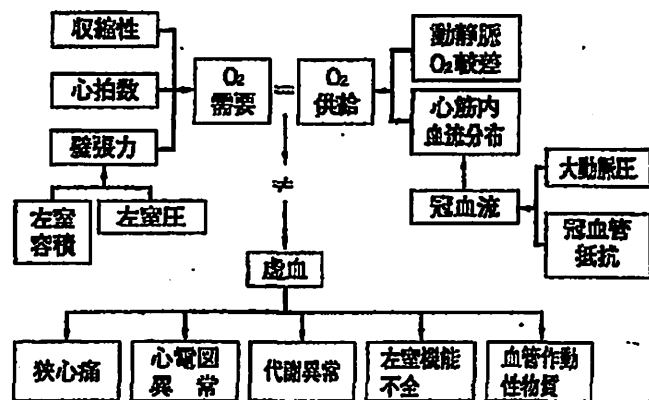 収縮性
心拍数
壁張力
左室
容積
左室圧
O₂
需要
=
O₂
供給
≠
動静脈
O₂較差
心筋内
血流分布
冠血流
大動脈圧
冠血管
抵抗
虚血
狭心痛
心電図
異 常
代謝異常
左室機能
不全
血管作動
性物質